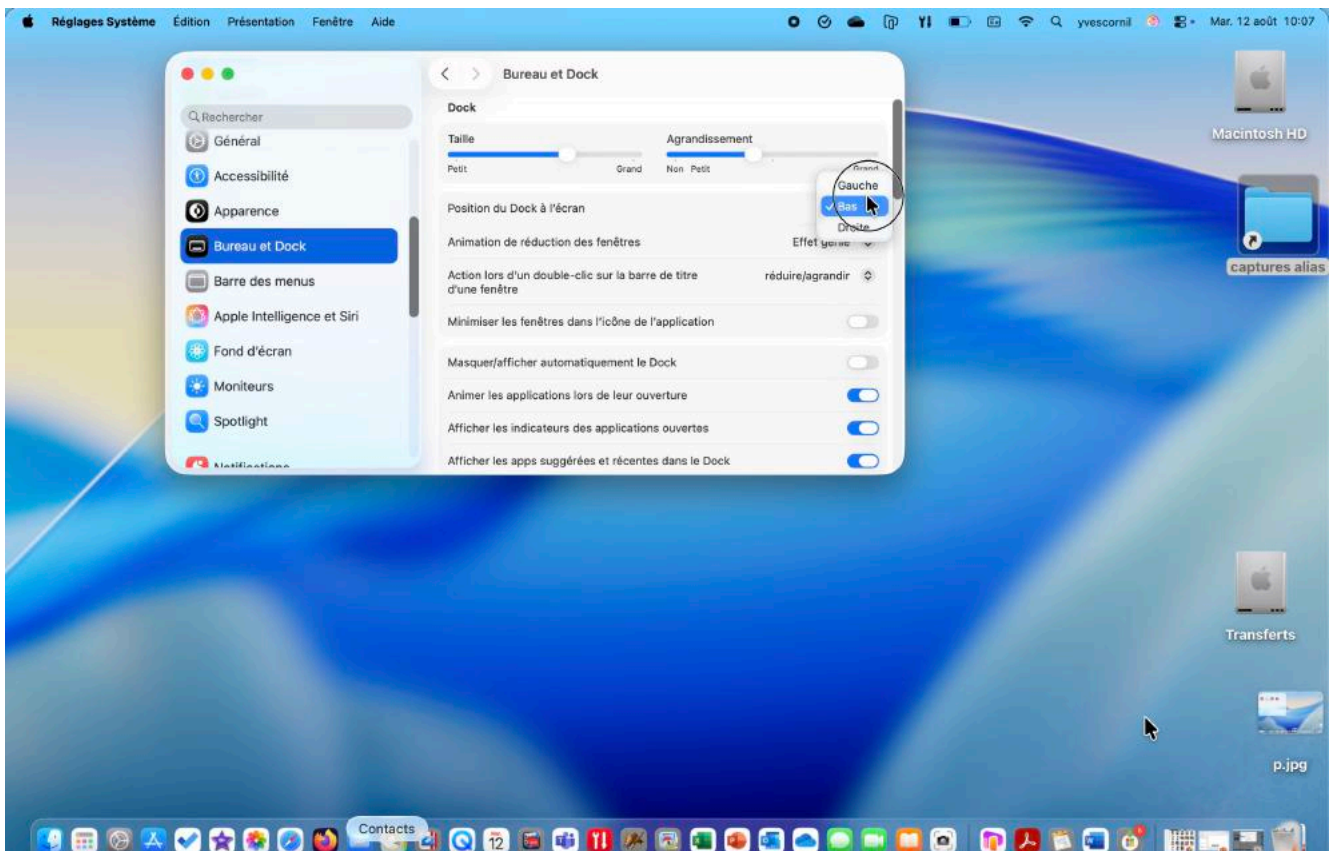 Réglages Système Édition Présentation Fenêtre Aide yvescornil Mar. 12 août 10:07
Bureau et Dock
Rechercher
Général
Accessibilité
Apparence
Bureau et Dock
Barre des menus
Apple Intelligence et Siri
Fond d'écran
Moniteurs
Spotlight
Notifications
Dock
Taille Agrandissement
Petit Grand Non Petit Grand
Position du Dock à l'écran
Gauche
Bas
Droite
Animation de réduction des fenêtres Effet génie
Action lors d'un double-clic sur la barre de titre
d'une fenêtre
réduire/agrandir
Minimiser les fenêtres dans l'icône de l'application
Masquer/afficher automatiquement le Dock
Animer les applications lors de leur ouverture
Afficher les indicateurs des applications ouvertes
Afficher les apps suggérées et récentes dans le Dock
Macintosh HD
captures alias
Transferts
p.jpg
Contacts
12